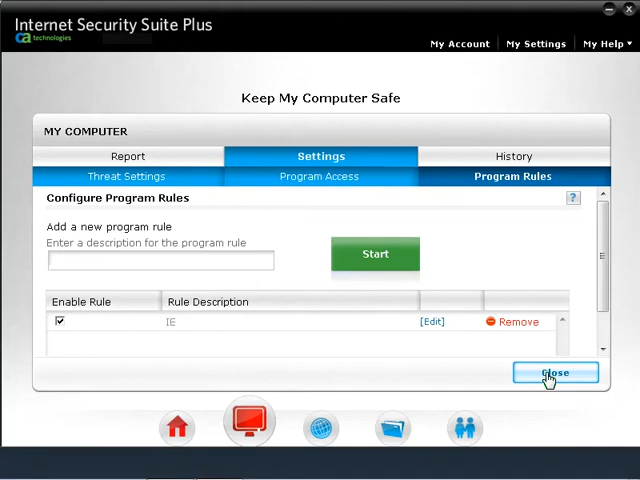 Internet Security Suite Plus
ca technologies
My Account
My Settings
My Help
Keep My Computer Safe
MY COMPUTER
Report
Settings
History
Threat Settings
Program Access
Program Rules
Configure Program Rules
?
Add a new program rule
Enter a description for the program rule
Start
Enable Rule
Rule Description
IE
[Edit]
Remove
Close